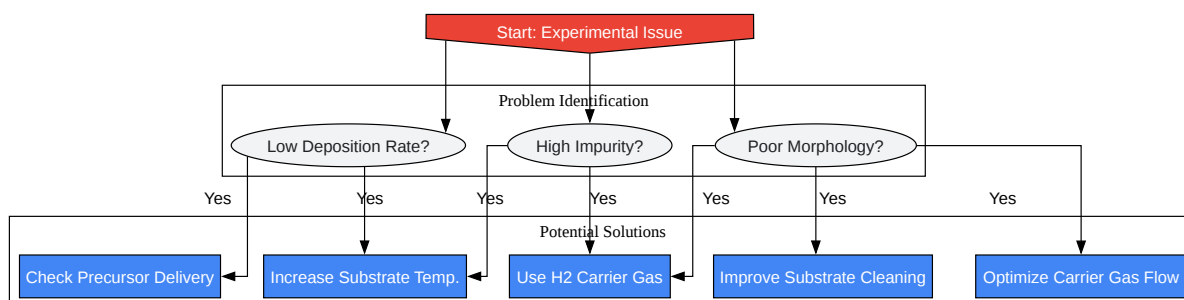 Start: Experimental Issue
Problem Identification
Low Deposition Rate?
High Impurity?
Poor Morphology?
Yes
Yes
Yes
Yes
Yes
Yes
Yes
Potential Solutions
Check Precursor Delivery
Increase Substrate Temp.
Use H2 Carrier Gas
Improve Substrate Cleaning
Optimize Carrier Gas Flow